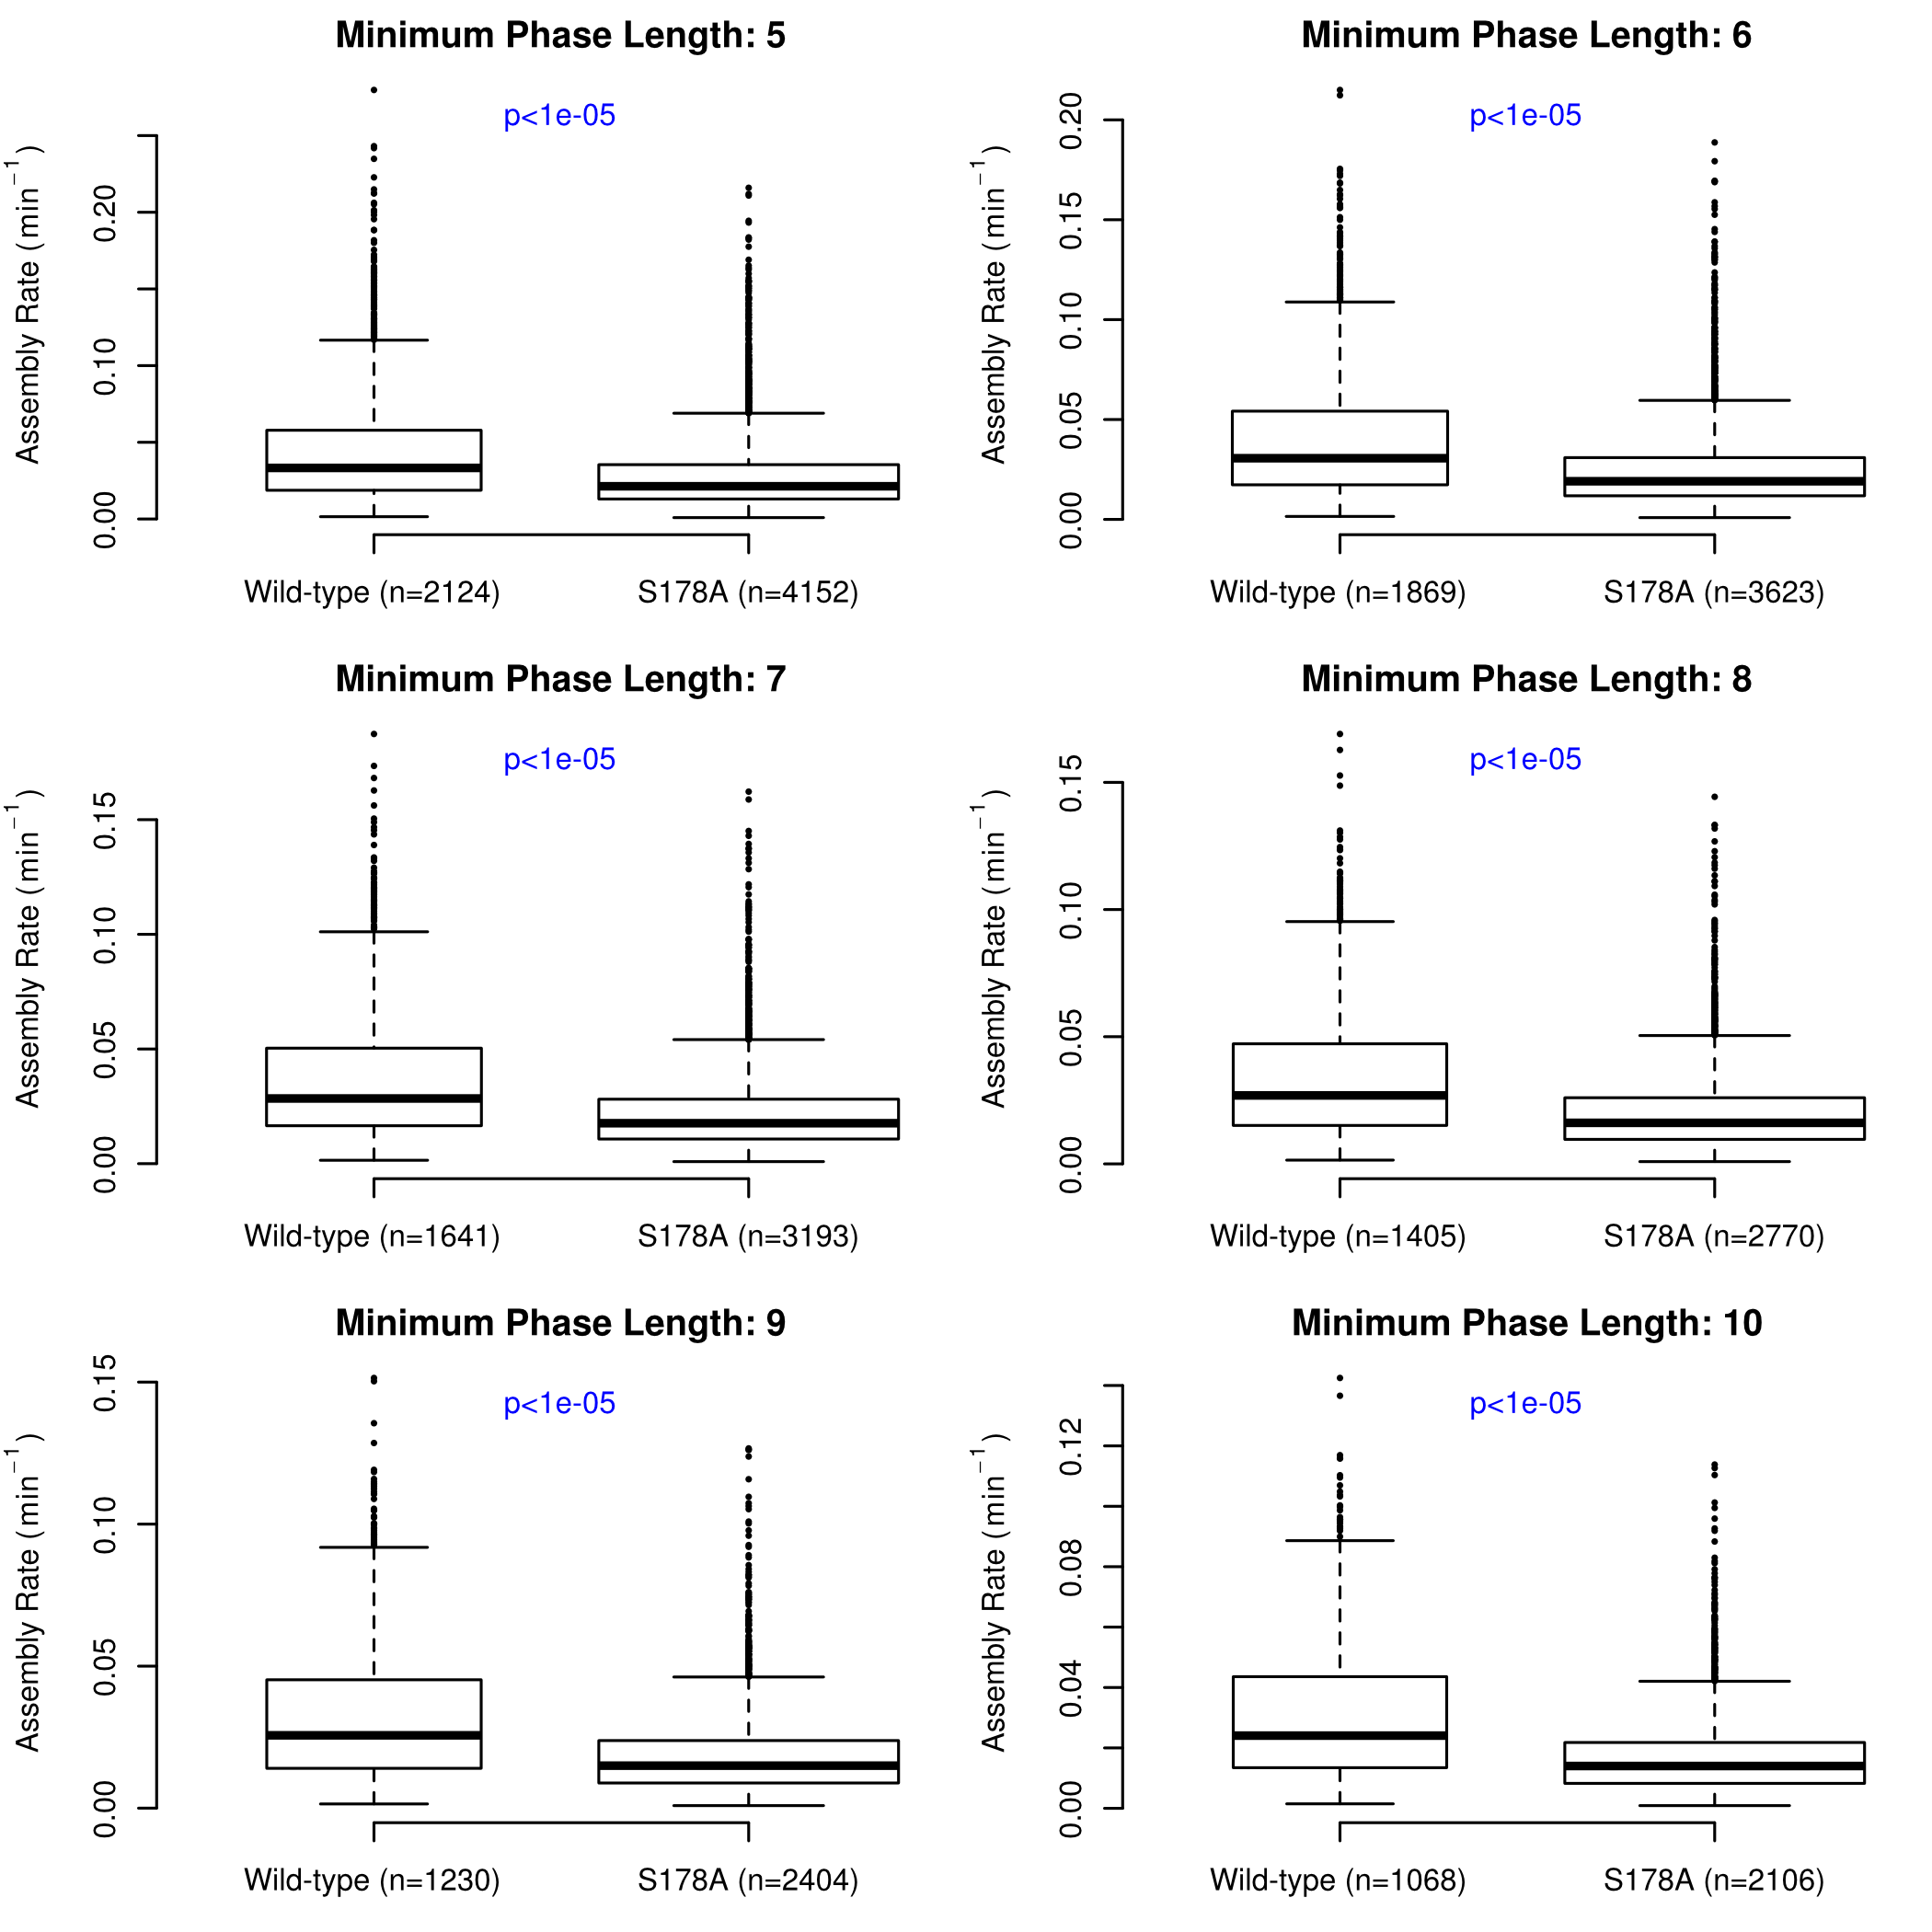 Minimum Phase Length: 5
p<1e-05
Assembly Rate (min−1)
0.00
0.10
0.20
Wild-type (n=2124)
S178A (n=4152)
Minimum Phase Length: 6
p<1e-05
Assembly Rate (min−1)
0.00
0.05
0.10
0.15
0.20
Wild-type (n=1869)
S178A (n=3623)
Minimum Phase Length: 7
p<1e-05
Assembly Rate (min−1)
0.00
0.05
0.10
0.15
Wild-type (n=1641)
S178A (n=3193)
Minimum Phase Length: 8
p<1e-05
Assembly Rate (min−1)
0.00
0.05
0.10
0.15
Wild-type (n=1405)
S178A (n=2770)
Minimum Phase Length: 9
p<1e-05
Assembly Rate (min−1)
0.00
0.05
0.10
0.15
Wild-type (n=1230)
S178A (n=2404)
Minimum Phase Length: 10
p<1e-05
Assembly Rate (min−1)
0.00
0.04
0.08
0.12
Wild-type (n=1068)
S178A (n=2106)